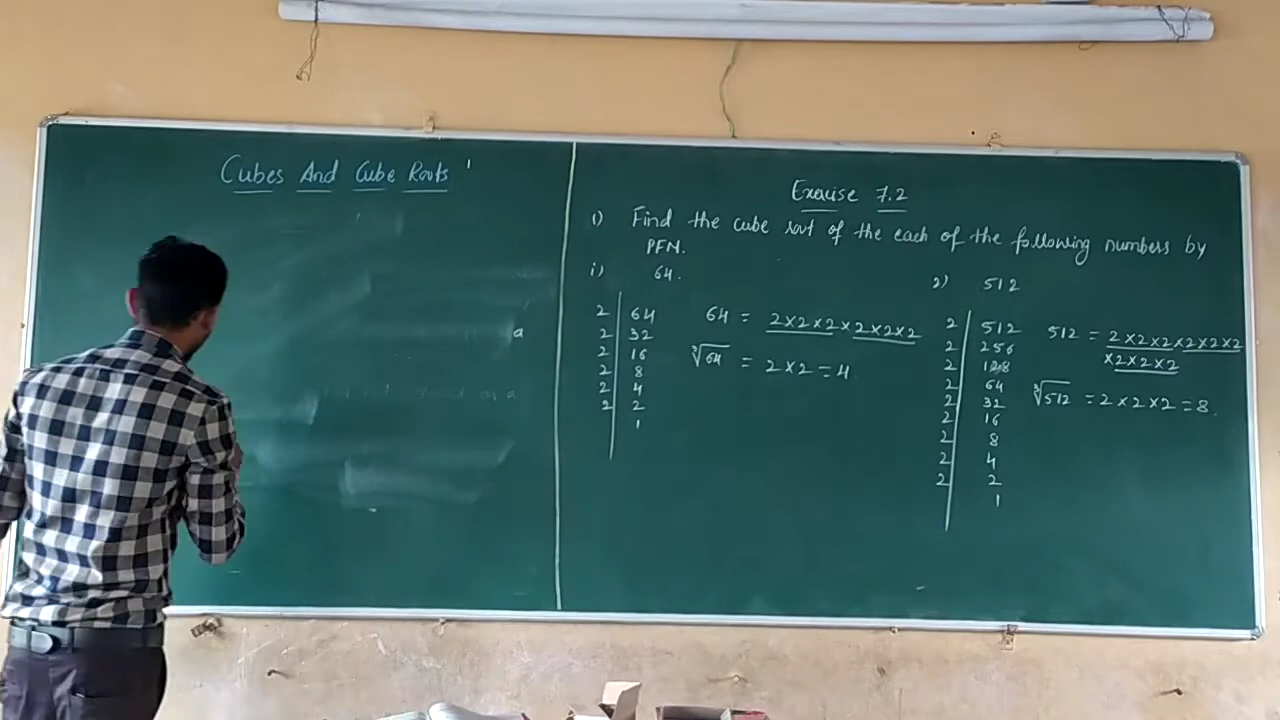 Cubes And Cube Roots
a
Exercise 7.2
1) Find the cube root of the each of the following numbers by
PFM.
i) 64.
2 | 64
2 | 32
2 | 16
2 | 8
2 | 4
2 | 2
1
64 = 2×2×2×2×2×2
∛64 = 2×2=4
2) 512
2 | 512
2 | 256
2 | 128
2 | 64
2 | 32
2 | 16
2 | 8
2 | 4
2 | 2
1
512 = 2×2×2×2×2×2
×2×2×2
∛512 =2×2×2=8.